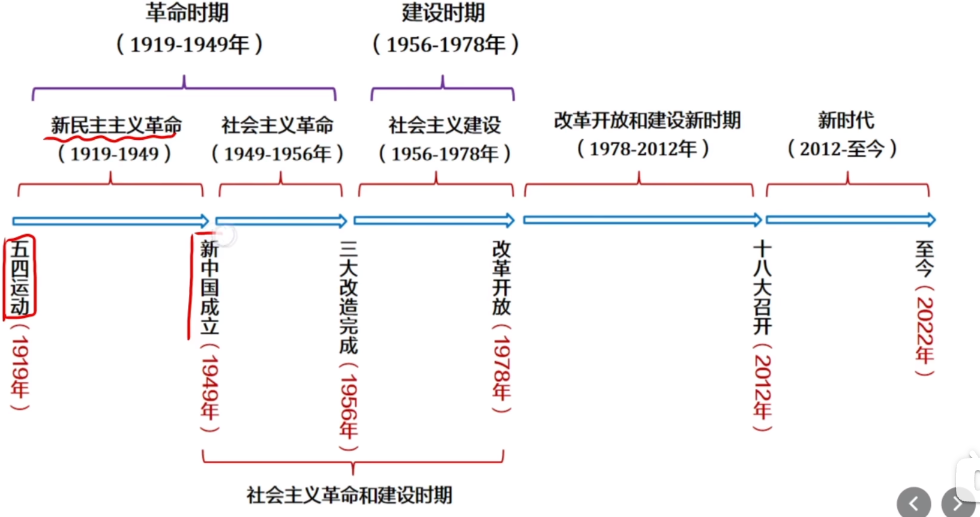 革命时期
（1919-1949年）
建设时期
（1956-1978年）
新民主主义革命
（1919-1949）
社会主义革命
（1949-1956年）
社会主义建设
（1956-1978年）
改革开放和建设新时期
（1978-2012年）
新时代
（2012-至今）
五四运动（1919年）
新中国成立（1949年）
三大改造完成（1956年）
改革开放（1978年）
十八大召开（2012年）
至今（2022年）
社会主义革命和建设时期